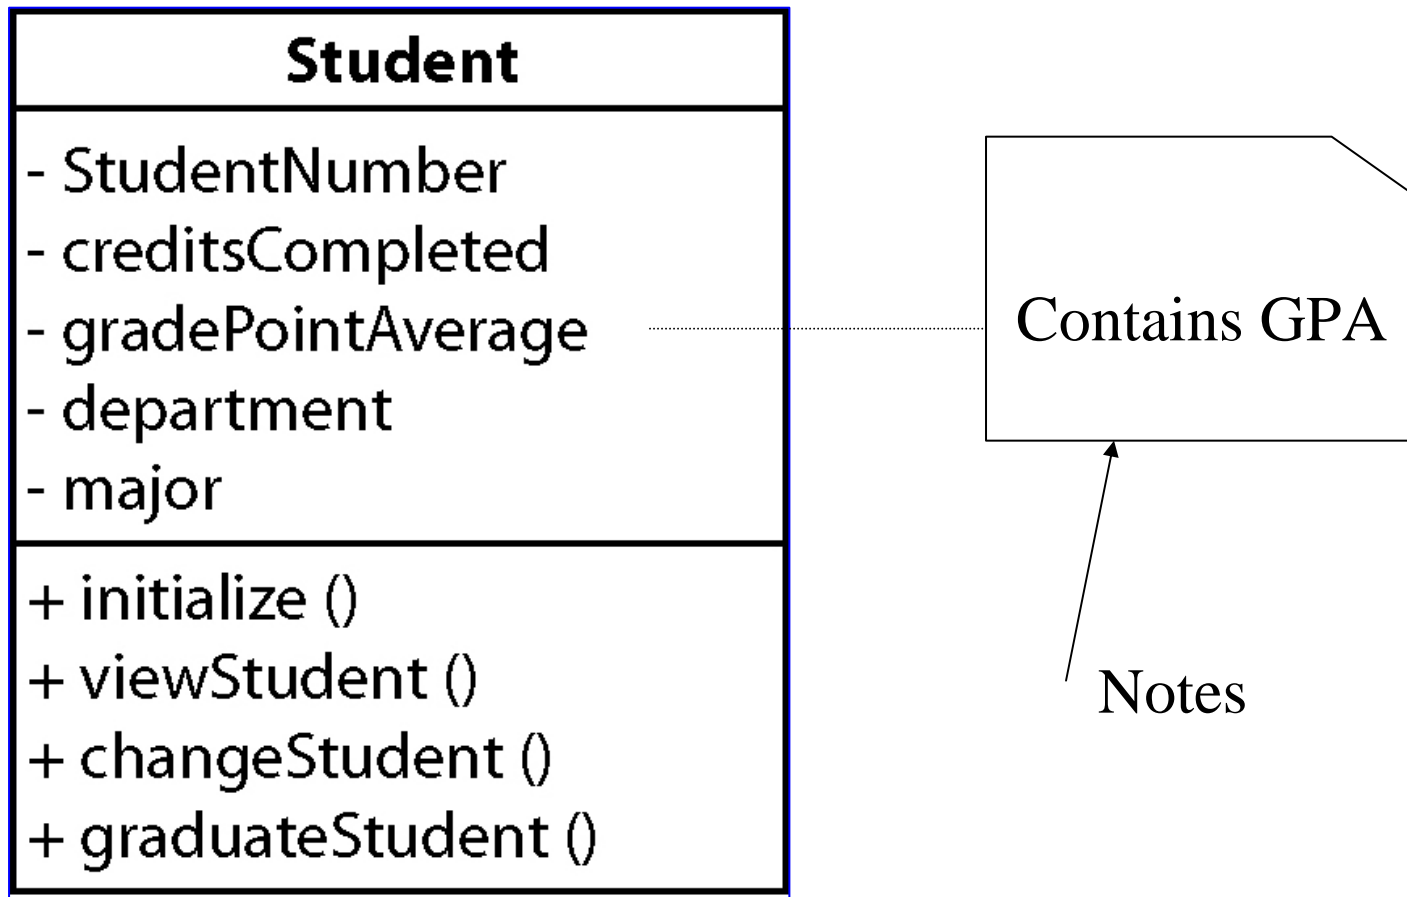 Student
- StudentNumber
- creditsCompleted
- gradePointAverage
- department
- major
+ initialize ()
+ viewStudent ()
+ changeStudent ()
+ graduateStudent ()
Contains GPA
Notes